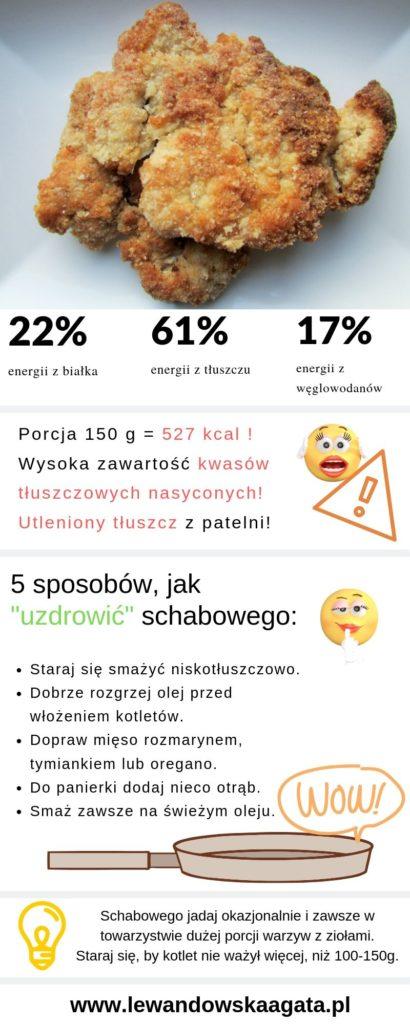 22%
energii z białka
61%
energii z tłuszczu
17%
energii z
węglowodanów
Porcja 150 g = 527 kcal !
Wysoka zawartość kwasów
tłuszczowych nasyconych!
Utleniony tłuszcz z patelni!
5 sposobów, jak
"uzdrowić" schabowego:
• Staraj się smażyć niskotłuszczowo.
• Dobrze rozgrzej olej przed
włożeniem kotletów.
• Dopraw mięso rozmarynem,
tymiankiem lub oregano.
• Do panierki dodaj nieco otrąb.
• Smaż zawsze na świeżym oleju.
WOW!
Schabowego jadaj okazjonalnie i zawsze w
towarzystwie dużej porcji warzyw z ziołami.
Staraj się, by kotlet nie ważył więcej, niż 100-150g.
www.lewandowskaagata.pl